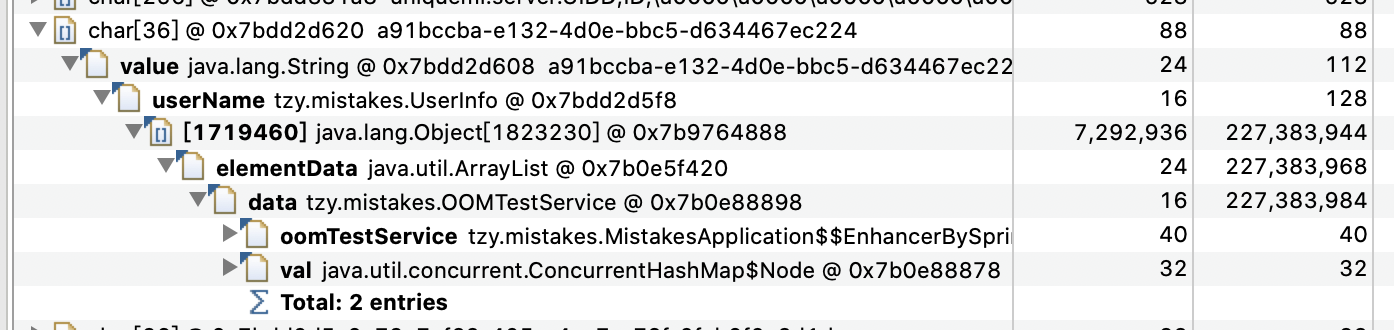 char[36] @ 0x7bdd2d620 a91bccba-e132-4d0e-bbc5-d634467ec224 88 88
value java.lang.String @ 0x7bdd2d608 a91bccba-e132-4d0e-bbc5-d634467ec22 24 112
userName tzy.mistakes.UserInfo @ 0x7bdd2d5f8 16 128
[1719460] java.lang.Object[1823230] @ 0x7b9764888 7,292,936 227,383,944
elementData java.util.ArrayList @ 0x7b0e5f420 24 227,383,968
data tzy.mistakes.OOMTestService @ 0x7b0e88898 16 227,383,984
oomTestService tzy.mistakes.MistakesApplication$$EnhancerBySpri 40 40
val java.util.concurrent.ConcurrentHashMap$Node @ 0x7b0e88878 32 32
Total: 2 entries